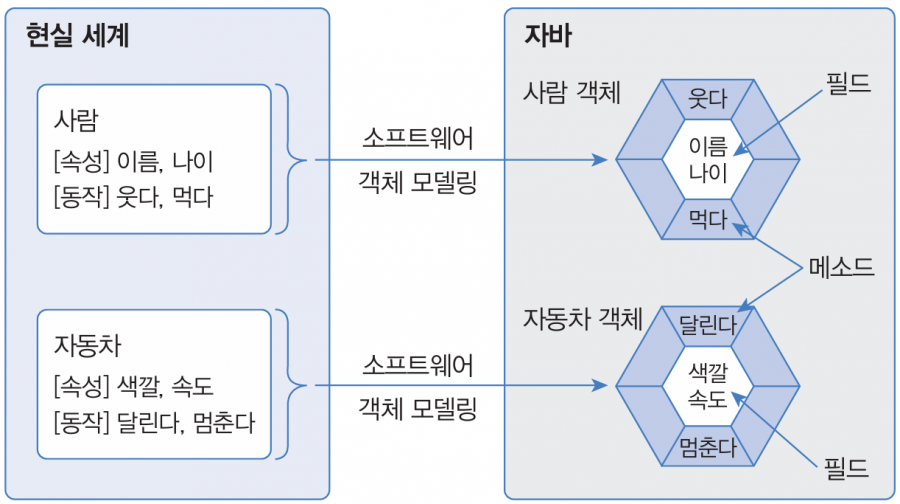 현실 세계
사람
[속성] 이름, 나이
[동작] 웃다, 먹다
자동차
[속성] 색깔, 속도
[동작] 달린다, 멈춘다
소프트웨어
객체 모델링
소프트웨어
객체 모델링
자바
사람 객체
웃다
이름
나이
먹다
필드
메소드
자동차 객체
달린다
색깔
속도
멈춘다
필드